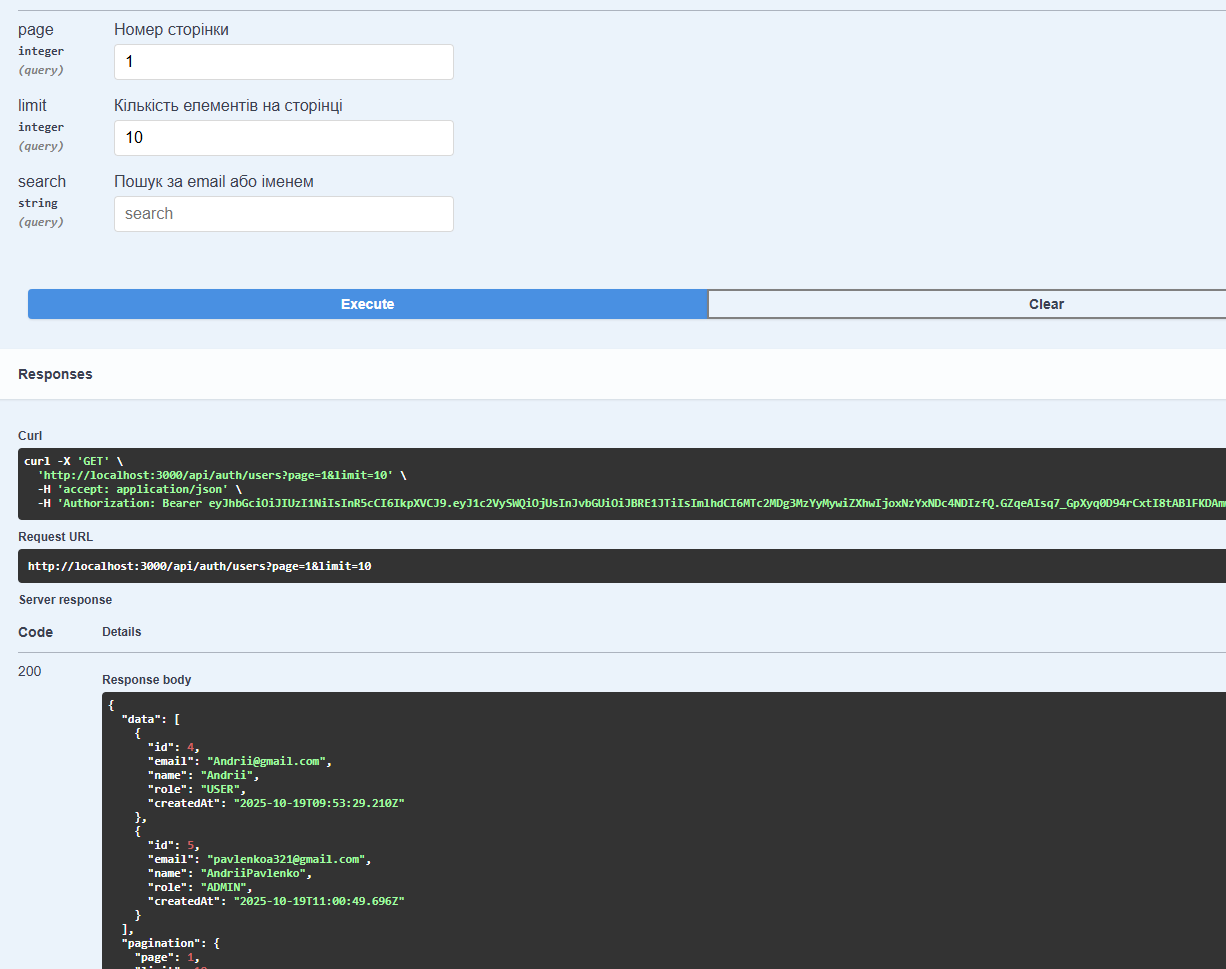 page Номер сторінки
integer
(query)
1
limit Кількість елементів на сторінці
integer
(query)
10
search Пошук за email або іменем
string
(query)
search
Execute Clear
Responses
Curl
curl -X 'GET' \
'http://localhost:3000/api/auth/users?page=1&limit=10' \
-H 'accept: application/json' \
-H 'Authorization: Bearer
Request URL
http://localhost:3000/api/auth/users?page=1&limit=10
Server response
Code Details
200
Response body
{
"data": [
{
"id": 4,
"email": "Andrii@gmail.com",
"name": "Andrii",
"role": "USER",
"createdAt": "2025-10-19T09:53:29.210Z"
},
{
"id": 5,
"email": "pavlenkoa321@gmail.com",
"name": "AndriiPavlenko",
"role": "ADMIN",
"createdAt": "2025-10-19T11:00:49.696Z"
}
],
"pagination": {
"page": 1,